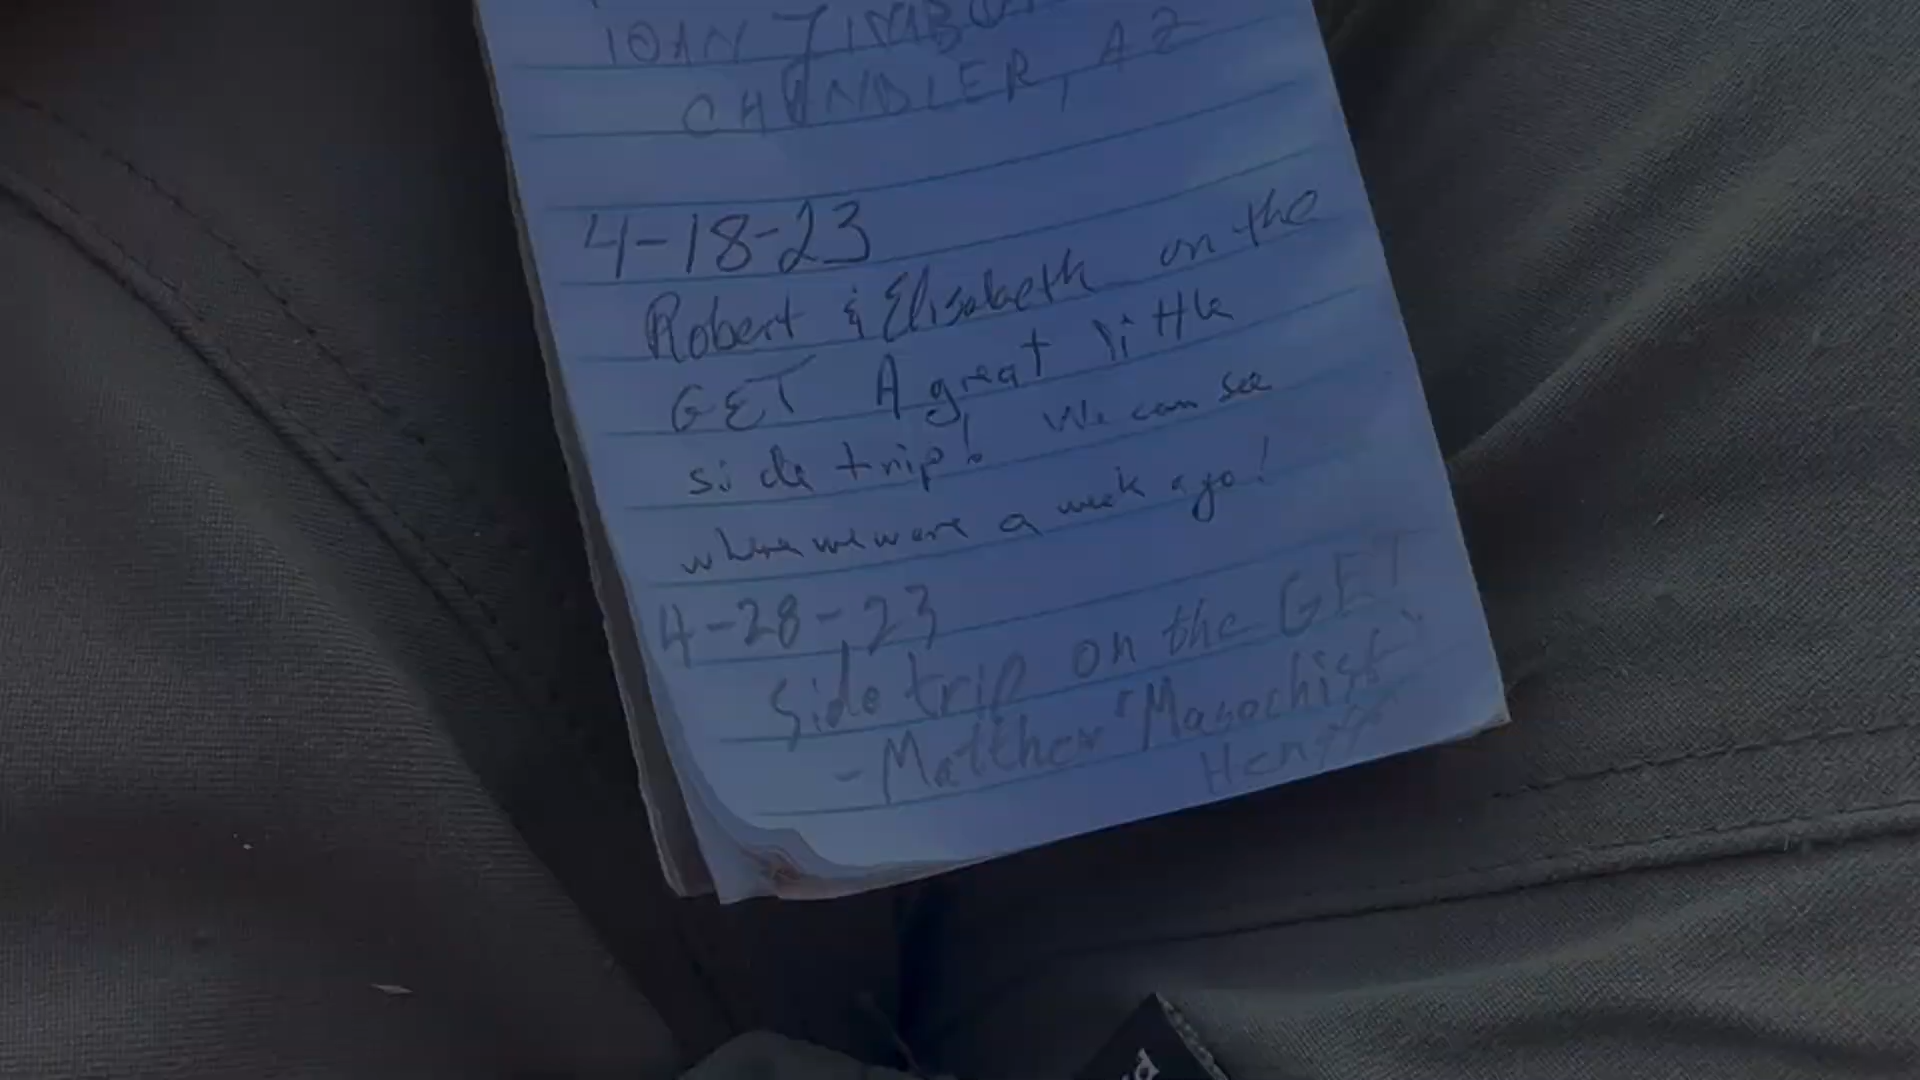 IOAN
CHANDLER, AZ
4-18-23
Robert & Elisabeth on the
GET A great little
side trip! We can see
where we were a week ago!
4-28-23
Side trip on the GET
-Matthew "Masochist"